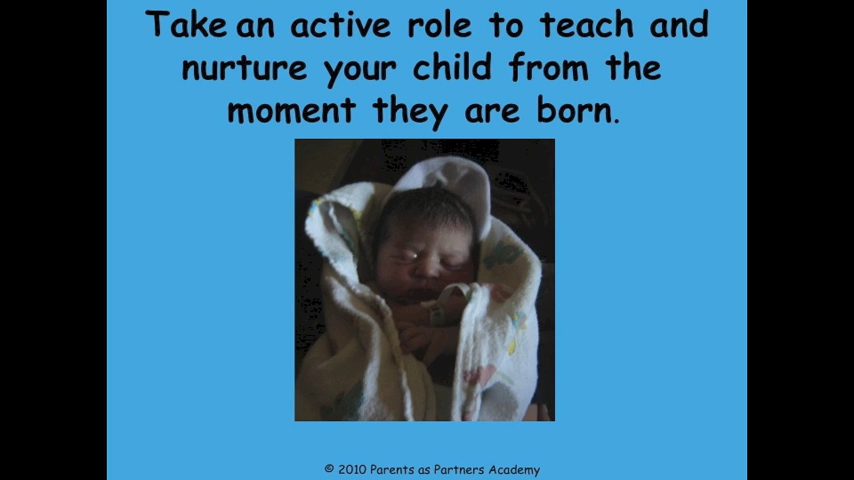 Take an active role to teach and
nurture your child from the
moment they are born.
© 2010 Parents as Partners Academy